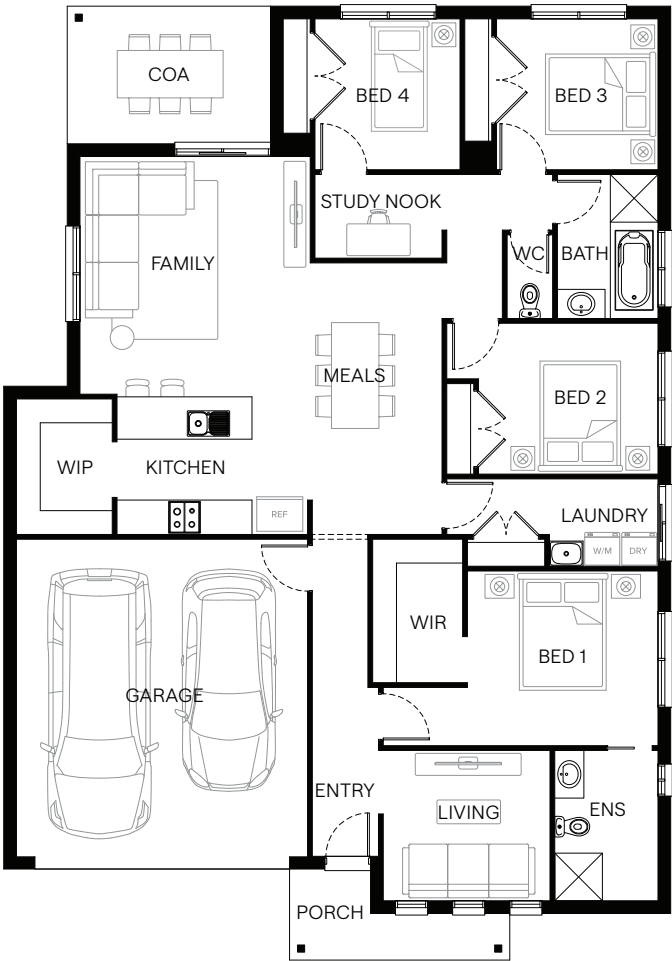 COA
BED 4
BED 3
STUDY NOOK
FAMILY
WC
BATH
MEALS
BED 2
WIP
KITCHEN
REF
LAUNDRY
W/M
DRY
WIR
BED 1
GARAGE
ENTRY
LIVING
ENS
PORCH